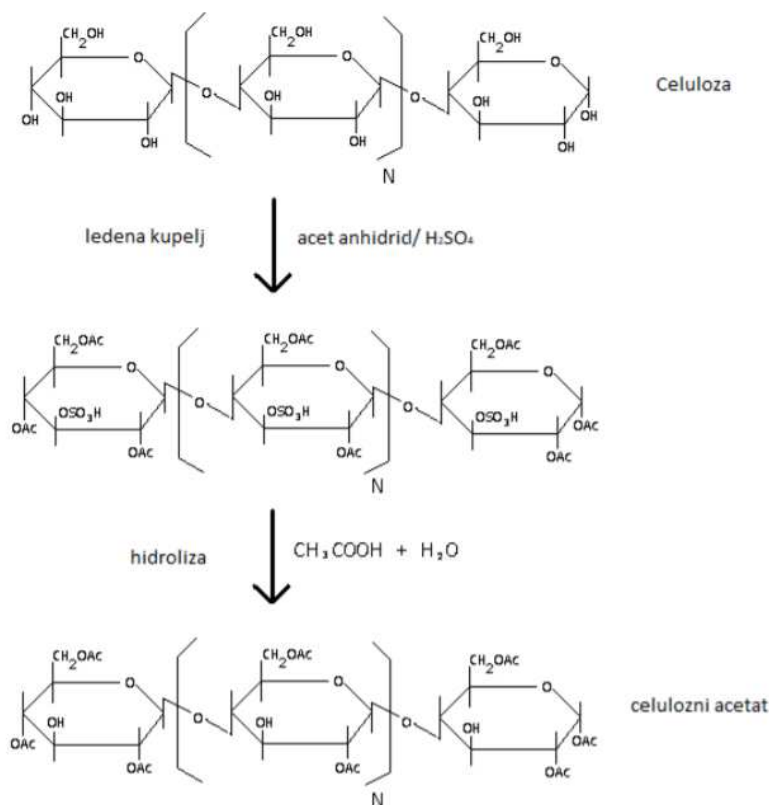 CH₂OH CH₂OH CH₂OH
O O O
Celuloza
OH OH O OH O OH OH
OH OH OH OH
N
ledena kupelj acet anhidrid/ H₂SO₄
CH₂OAC CH₂OAC CH₂OAC
O O O
OSO₃H O OSO₃H O OSO₃H
OAC OAC OAC OAC OAC
N
hidroliza CH₃COOH + H₂O
CH₂OAC CH₂OAC CH₂OAC
O O O
celulozni acetat
OH O OH O OH
OAC OAC OAC OAC OAC
N